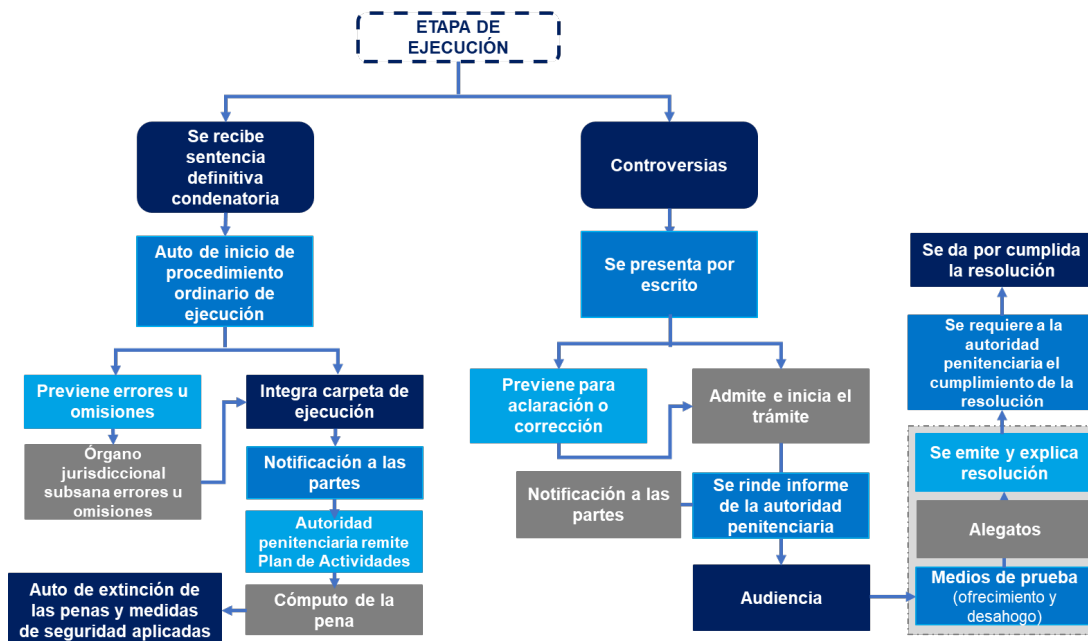 ETAPA DE
EJECUCIÓN
Se recibe
sentencia
definitiva
condenatoria
Auto de inicio de
procedimiento
ordinario de
ejecución
Previene errores u
omisiones
Órgano
jurisdiccional
subsana errores u
omisiones
Integra carpeta de
ejecución
Notificación a las
partes
Autoridad
penitenciaria remite
Plan de Actividades
Cómputo de la
pena
Auto de extinción de
las penas y medidas
de seguridad aplicadas
Controversias
Se presenta por
escrito
Previene para
aclaración o
corrección
Admite e inicia el
trámite
Notificación a las
partes
Se rinde informe
de la autoridad
penitenciaria
Audiencia
Medios de prueba
(ofrecimiento y
desahogo)
Alegatos
Se emite y explica
resolución
Se requiere a la
autoridad
penitenciaria el
cumplimiento de la
resolución
Se da por cumplida
la resolución